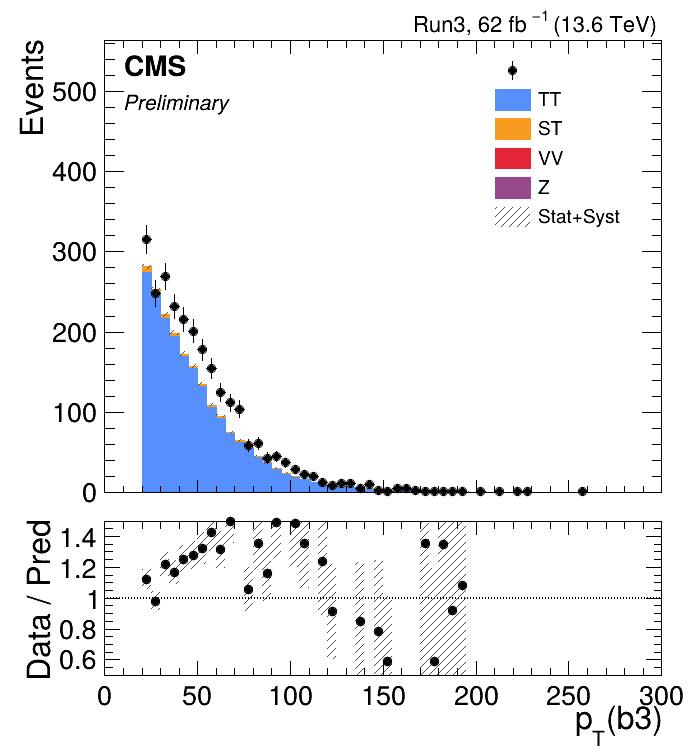 Run3, 62 fb⁻¹ (13.6 TeV)
CMS
Preliminary
TT
ST
VV
Z
Stat+Syst
Events
500
400
300
200
100
0
Data / Pred
1.4
1.2
1
0.8
0.6
0 50 100 150 200 250 300
p_T(b3)